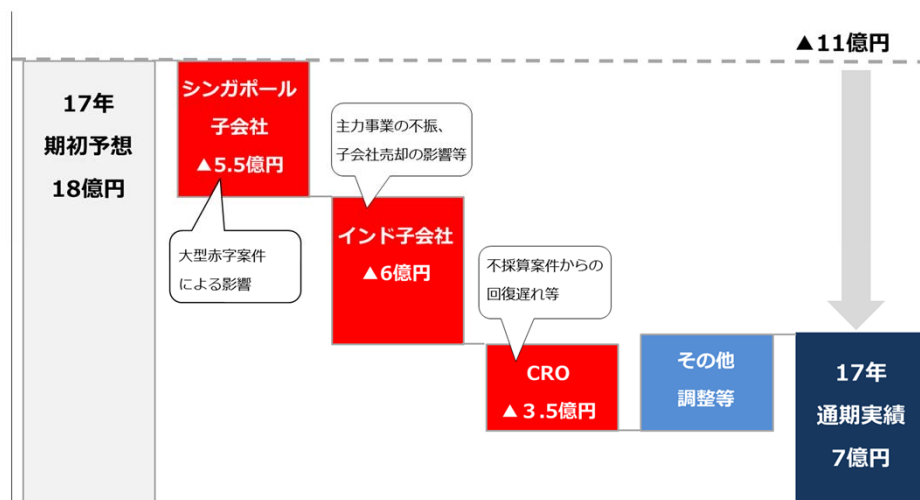 ▲11億円
17年
期初予想
18億円
シンガポール
子会社
▲5.5億円
大型赤字案件
による影響
主力事業の不振、
子会社売却の影響等
インド子会社
▲6億円
不採算案件からの
回復遅れ等
CRO
▲３.5億円
その他
調整等
17年
通期実績
7億円